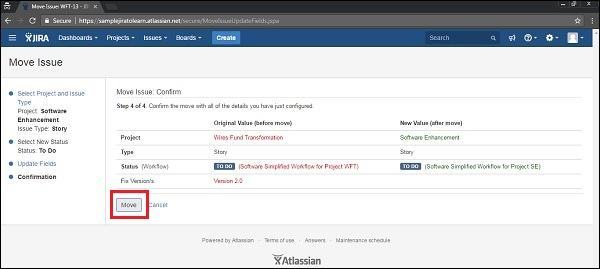 Move Issue: WFT-13 - JIR
Secure https://samplejiratolearn.atlassian.net/secure/MoveIssueUpdateFields.jspa
JIRA Dashboards Projects Issues Boards Create Search
Move Issue
Select Project and Issue Type
Project: Software Enhancement
Issue Type: Story
Select New Status
Status: To Do
Update Fields
Confirmation
Move Issue: Confirm
Step 4 of 4: Confirm the move with all of the details you have just configured.
Original Value (before move) New Value (after move)
Project Wires Fund Transformation Software Enhancement
Type Story Story
Status (Workflow) TO DO (Software Simplified Workflow for Project WFT) TO DO (Software Simplified Workflow for Project SE)
Fix Version/s Version 2.0
Move Cancel
Powered by Atlassian · Terms of use · Answers · Maintenance schedule
Atlassian